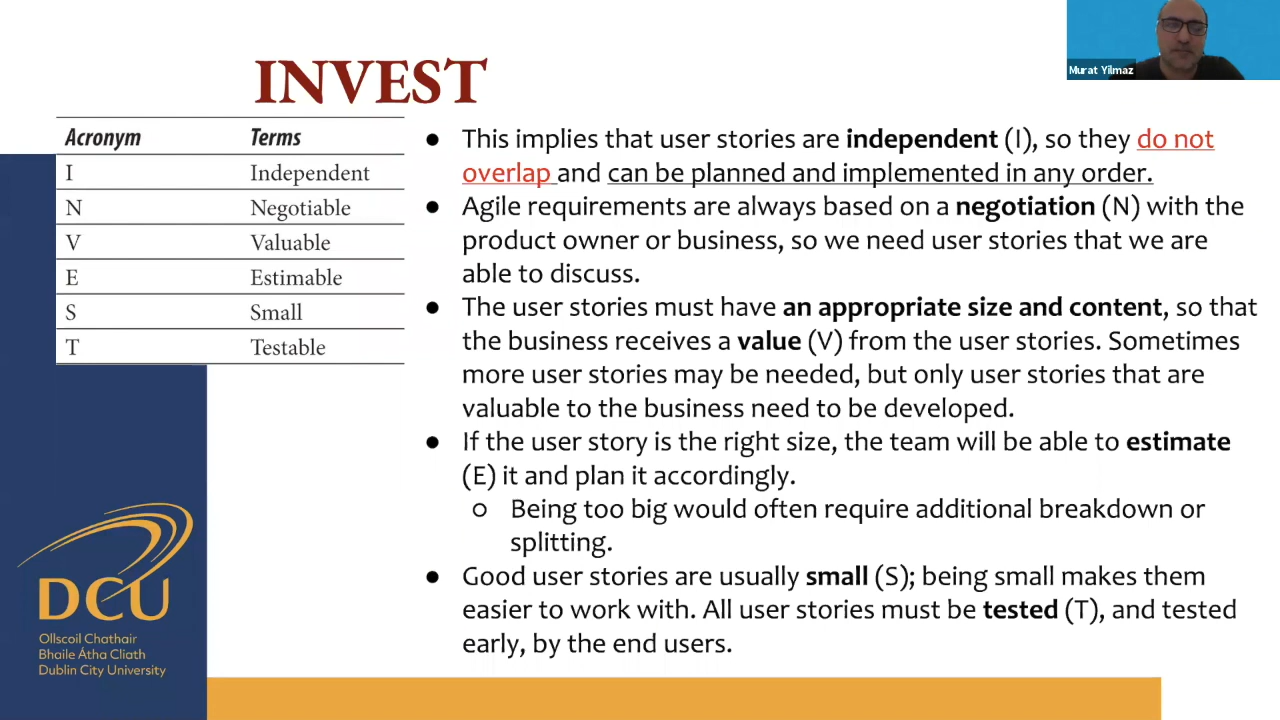 Murat Yilmaz
INVEST
Acronym Terms
I Independent
N Negotiable
V Valuable
E Estimable
S Small
T Testable
● This implies that user stories are independent (I), so they do not
overlap and can be planned and implemented in any order.
● Agile requirements are always based on a negotiation (N) with the
product owner or business, so we need user stories that we are
able to discuss.
● The user stories must have an appropriate size and content, so that
the business receives a value (V) from the user stories. Sometimes
more user stories may be needed, but only user stories that are
valuable to the business need to be developed.
● If the user story is the right size, the team will be able to estimate
(E) it and plan it accordingly.
○ Being too big would often require additional breakdown or
splitting.
● Good user stories are usually small (S); being small makes them
easier to work with. All user stories must be tested (T), and tested
early, by the end users.
DCU
Ollscoil Chathair
Bhaile Átha Cliath
Dublin City University